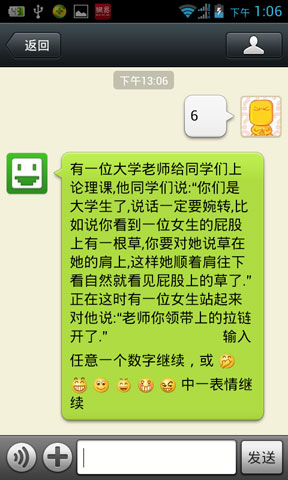 下午 1:06
返回
下午13:06
6
有一位大学老师给同学们上
论理课,他同学们说:“你们是
大学生了,说话一定要婉转,比
如说你看到一位女生的屁股
上有一根草,你要对她说草在
她的肩上,这样她顺着肩往下
看自然就看见屁股上的草了.”
正在这时有一位女生站起来
对他说:“老师你领带上的拉链
开了.” 输入
任意一个数字继续，或
中一表情继
续
发送